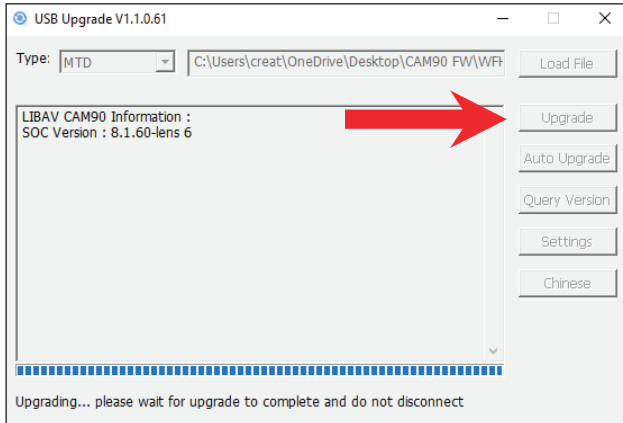 USB Upgrade V1.1.0.61
Type: MTD C:\Users\creat\OneDrive\Desktop\CAM90 FW\WFH Load File
LIBAV CAM90 Information :
SOC Version : 8.1.60-lens 6
Upgrade
Auto Upgrade
Query Version
Settings
Chinese
Upgrading... please wait for upgrade to complete and do not disconnect